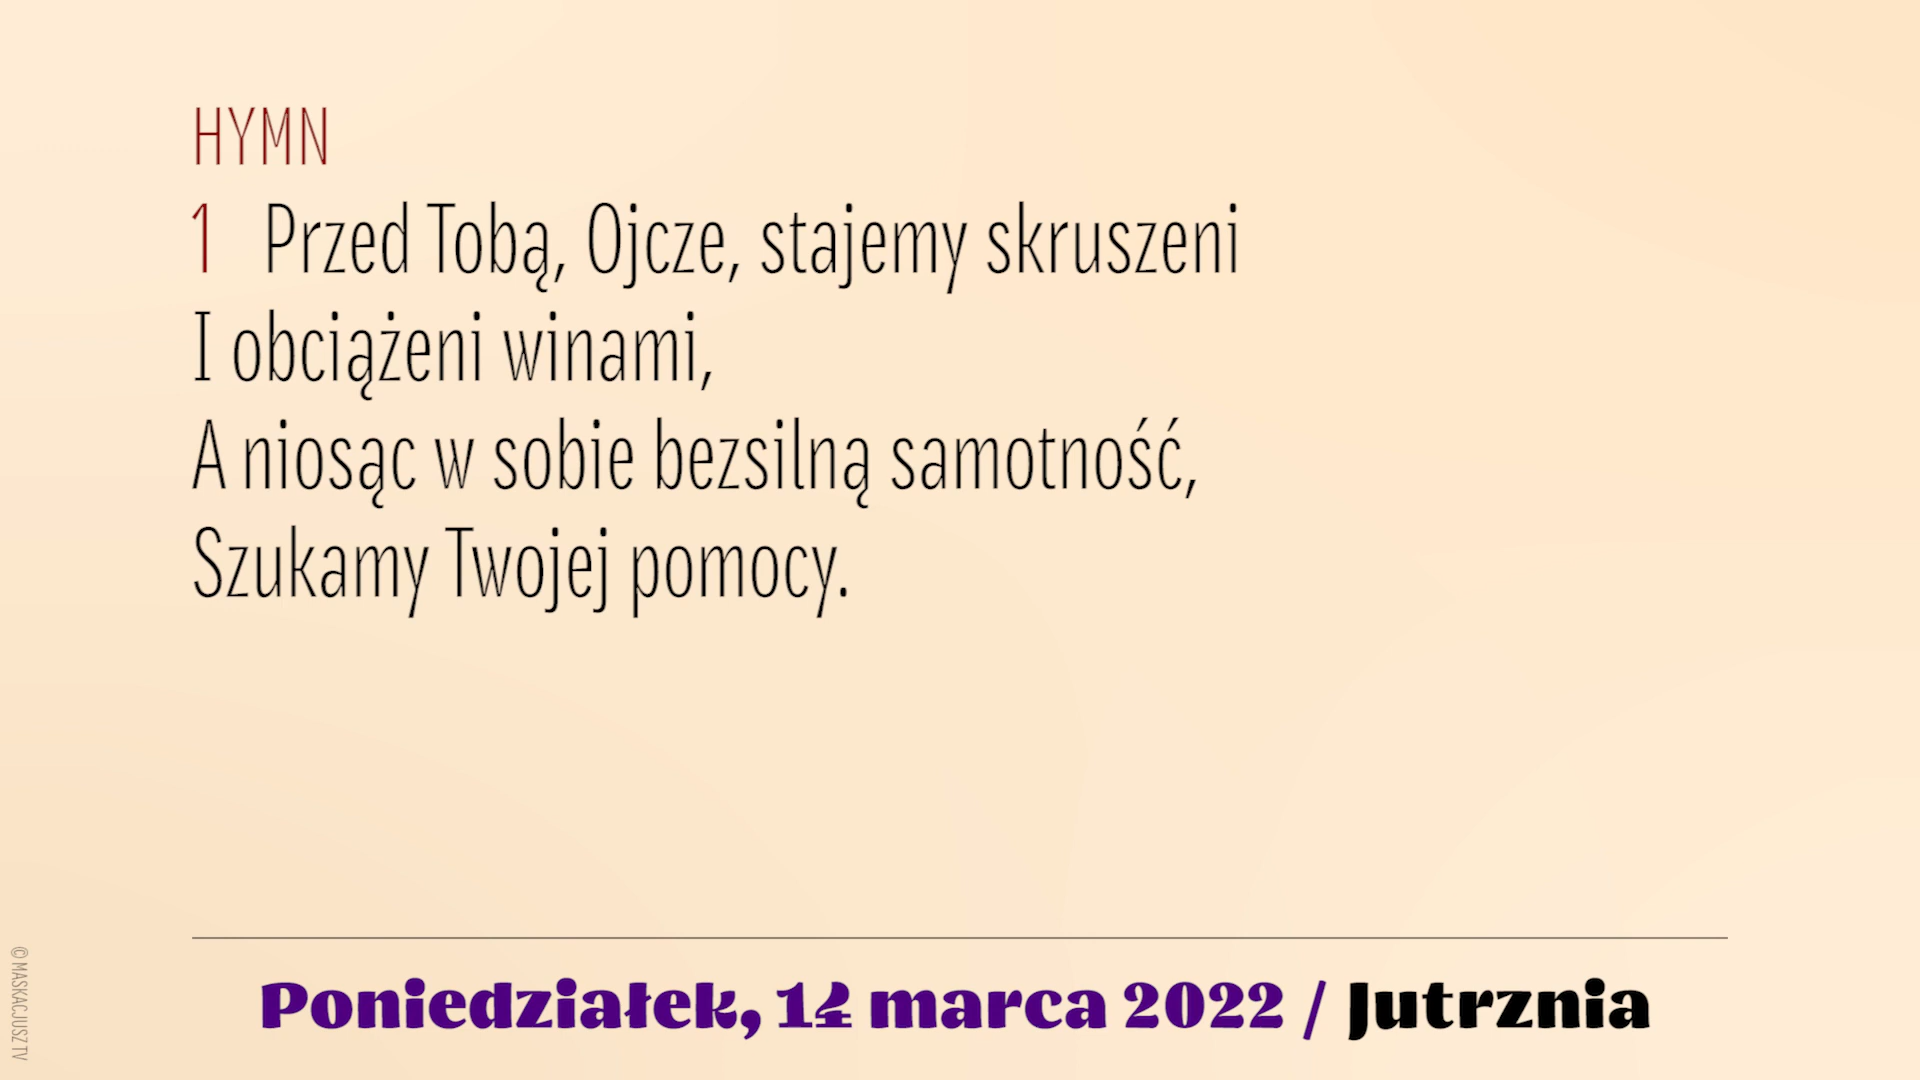 HYMN
1 Przed Tobą, Ojcze, stajemy skruszeni
I obciążeni winami,
A niosąc w sobie bezsilną samotność,
Szukamy Twojej pomocy.
Poniedziałek, 14 marca 2022 / Jutrznia
© MASKACJUSZ TV